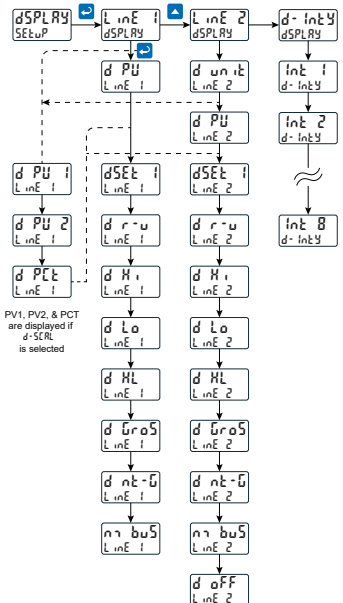 dSPLAY
SEtuP
LinE 1
dSPLAY
LinE 2
dSPLAY
d-IntY
dSPLAY
d PV
LinE 1
d unit
LinE 2
Int 1
d-IntY
d PV
LinE 2
Int 2
d-IntY
d PV 1
LinE 1
dSEt 1
LinE 1
dSEt 1
LinE 2
d PV 2
LinE 1
d r-u
LinE 1
d r-u
LinE 2
Int 8
d-IntY
d PCt
LinE 1
d Hi
LinE 1
d Hi
LinE 2
PV1, PV2, & PCT
are displayed if
d-SCAL
is selected
d Lo
LinE 1
d Lo
LinE 2
d HL
LinE 1
d HL
LinE 2
d GroS
LinE 1
d GroS
LinE 2
d nt-G
LinE 1
d nt-G
LinE 2
m buS
LinE 1
m buS
LinE 2
d oFF
LinE 2